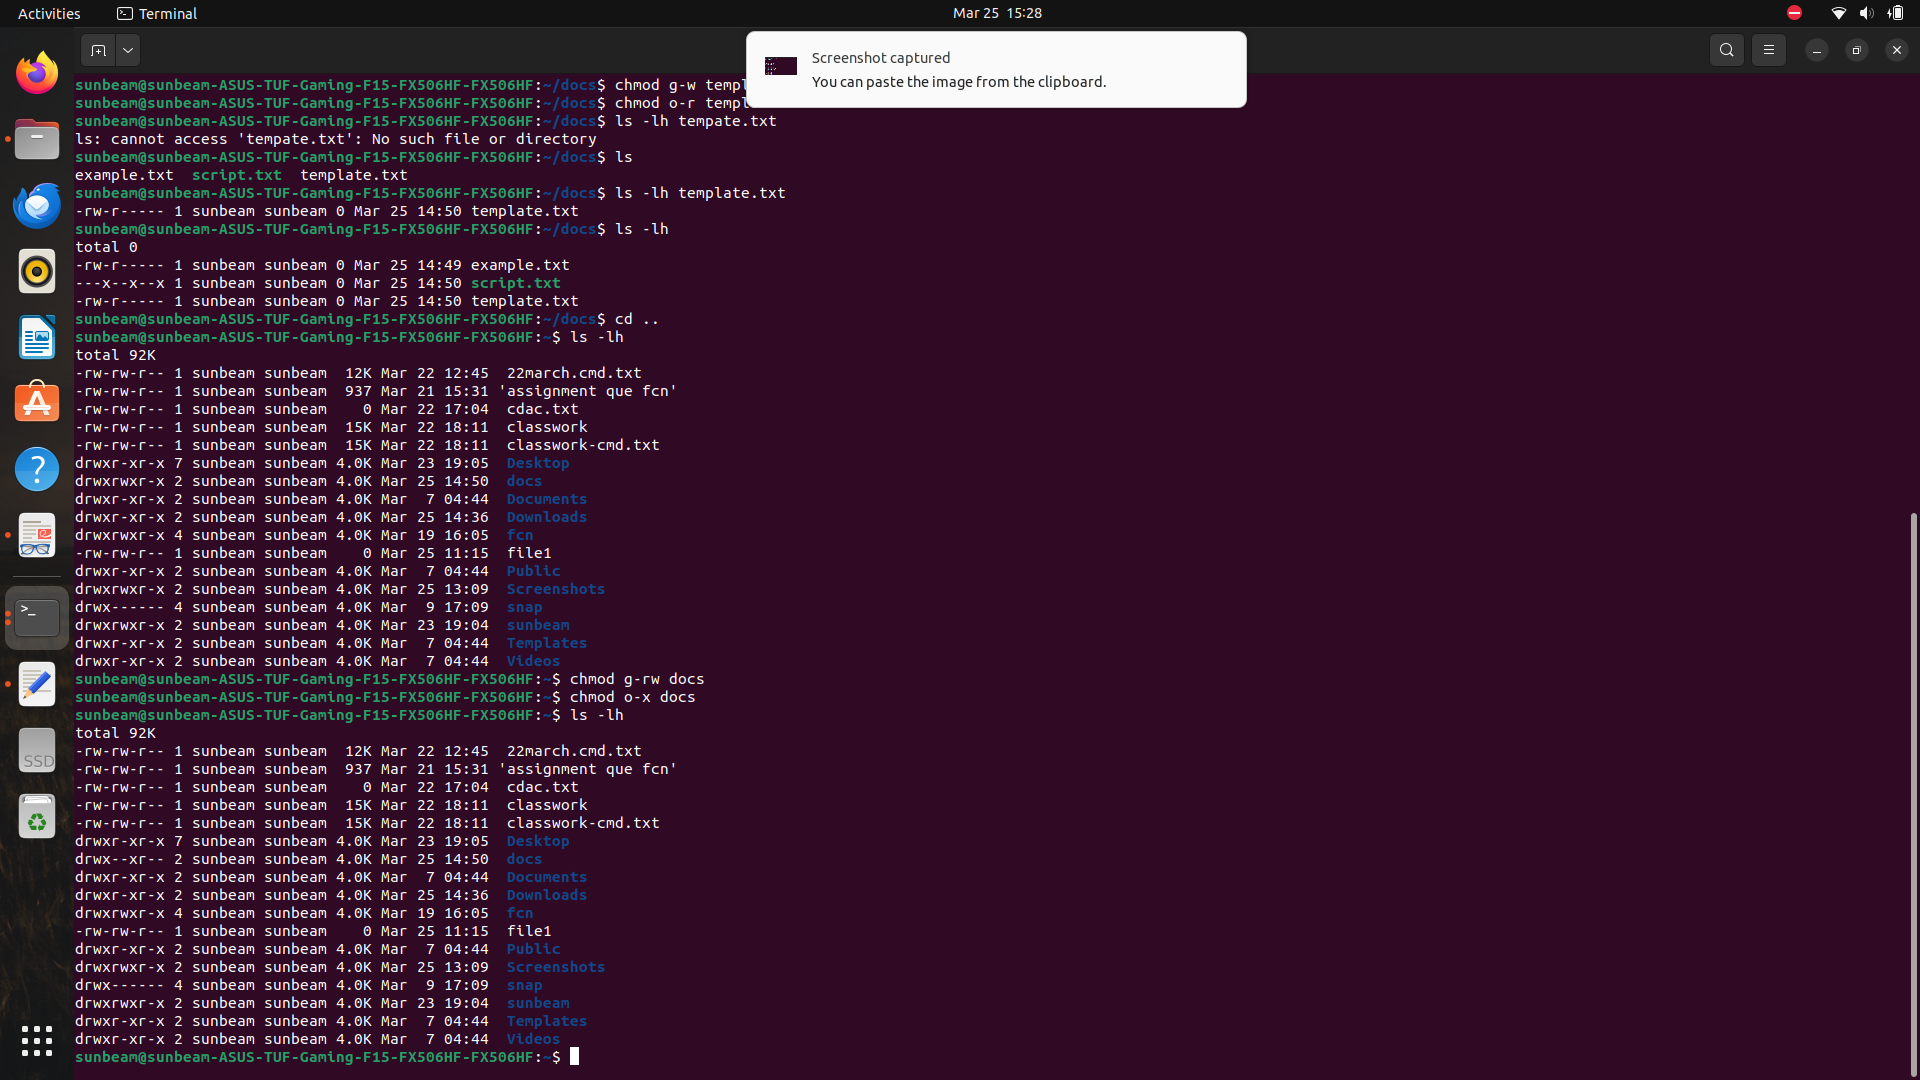 Activities
Terminal
Mar 25  15:28
Screenshot captured
You can paste the image from the clipboard.
sunbeam@sunbeam-ASUS-TUF-Gaming-F15-FX506HF-FX506HF:~/docs$ chmod g-w templ
sunbeam@sunbeam-ASUS-TUF-Gaming-F15-FX506HF-FX506HF:~/docs$ chmod o-r templ
sunbeam@sunbeam-ASUS-TUF-Gaming-F15-FX506HF-FX506HF:~/docs$ ls -lh tempate.txt
ls: cannot access 'tempate.txt': No such file or directory
sunbeam@sunbeam-ASUS-TUF-Gaming-F15-FX506HF-FX506HF:~/docs$ ls
example.txt  script.txt  template.txt
sunbeam@sunbeam-ASUS-TUF-Gaming-F15-FX506HF-FX506HF:~/docs$ ls -lh template.txt
-rw-r----- 1 sunbeam sunbeam 0 Mar 25 14:50 template.txt
sunbeam@sunbeam-ASUS-TUF-Gaming-F15-FX506HF-FX506HF:~/docs$ ls -lh
total 0
-rw-r----- 1 sunbeam sunbeam 0 Mar 25 14:49 example.txt
---x--x--x 1 sunbeam sunbeam 0 Mar 25 14:50 script.txt
-rw-r----- 1 sunbeam sunbeam 0 Mar 25 14:50 template.txt
sunbeam@sunbeam-ASUS-TUF-Gaming-F15-FX506HF-FX506HF:~/docs$ cd ..
sunbeam@sunbeam-ASUS-TUF-Gaming-F15-FX506HF-FX506HF:~$ ls -lh
total 92K
-rw-rw-r-- 1 sunbeam sunbeam  12K Mar 22 12:45  22march.cmd.txt
-rw-rw-r-- 1 sunbeam sunbeam  937 Mar 21 15:31 'assignment que fcn'
-rw-rw-r-- 1 sunbeam sunbeam    0 Mar 22 17:04  cdac.txt
-rw-rw-r-- 1 sunbeam sunbeam  15K Mar 22 18:11  classwork
-rw-rw-r-- 1 sunbeam sunbeam  15K Mar 22 18:11  classwork-cmd.txt
drwxr-xr-x 7 sunbeam sunbeam 4.0K Mar 23 19:05  Desktop
drwxrwxr-x 2 sunbeam sunbeam 4.0K Mar 25 14:50  docs
drwxr-xr-x 2 sunbeam sunbeam 4.0K Mar  7 04:44  Documents
drwxr-xr-x 2 sunbeam sunbeam 4.0K Mar 25 14:36  Downloads
drwxrwxr-x 4 sunbeam sunbeam 4.0K Mar 19 16:05  fcn
-rw-rw-r-- 1 sunbeam sunbeam    0 Mar 25 11:15  file1
drwxr-xr-x 2 sunbeam sunbeam 4.0K Mar  7 04:44  Public
drwxrwxr-x 2 sunbeam sunbeam 4.0K Mar 25 13:09  Screenshots
drwx------ 4 sunbeam sunbeam 4.0K Mar  9 17:09  snap
drwxrwxr-x 2 sunbeam sunbeam 4.0K Mar 23 19:04  sunbeam
drwxr-xr-x 2 sunbeam sunbeam 4.0K Mar  7 04:44  Templates
drwxr-xr-x 2 sunbeam sunbeam 4.0K Mar  7 04:44  Videos
sunbeam@sunbeam-ASUS-TUF-Gaming-F15-FX506HF-FX506HF:~$ chmod g-rw docs
sunbeam@sunbeam-ASUS-TUF-Gaming-F15-FX506HF-FX506HF:~$ chmod o-x docs
sunbeam@sunbeam-ASUS-TUF-Gaming-F15-FX506HF-FX506HF:~$ ls -lh
total 92K
-rw-rw-r-- 1 sunbeam sunbeam  12K Mar 22 12:45  22march.cmd.txt
-rw-rw-r-- 1 sunbeam sunbeam  937 Mar 21 15:31 'assignment que fcn'
-rw-rw-r-- 1 sunbeam sunbeam    0 Mar 22 17:04  cdac.txt
-rw-rw-r-- 1 sunbeam sunbeam  15K Mar 22 18:11  classwork
-rw-rw-r-- 1 sunbeam sunbeam  15K Mar 22 18:11  classwork-cmd.txt
drwxr-xr-x 7 sunbeam sunbeam 4.0K Mar 23 19:05  Desktop
drwx--xr-- 2 sunbeam sunbeam 4.0K Mar 25 14:50  docs
drwxr-xr-x 2 sunbeam sunbeam 4.0K Mar  7 04:44  Documents
drwxr-xr-x 2 sunbeam sunbeam 4.0K Mar 25 14:36  Downloads
drwxrwxr-x 4 sunbeam sunbeam 4.0K Mar 19 16:05  fcn
-rw-rw-r-- 1 sunbeam sunbeam    0 Mar 25 11:15  file1
drwxr-xr-x 2 sunbeam sunbeam 4.0K Mar  7 04:44  Public
drwxrwxr-x 2 sunbeam sunbeam 4.0K Mar 25 13:09  Screenshots
drwx------ 4 sunbeam sunbeam 4.0K Mar  9 17:09  snap
drwxrwxr-x 2 sunbeam sunbeam 4.0K Mar 23 19:04  sunbeam
drwxr-xr-x 2 sunbeam sunbeam 4.0K Mar  7 04:44  Templates
drwxr-xr-x 2 sunbeam sunbeam 4.0K Mar  7 04:44  Videos
sunbeam@sunbeam-ASUS-TUF-Gaming-F15-FX506HF-FX506HF:~$
SSD